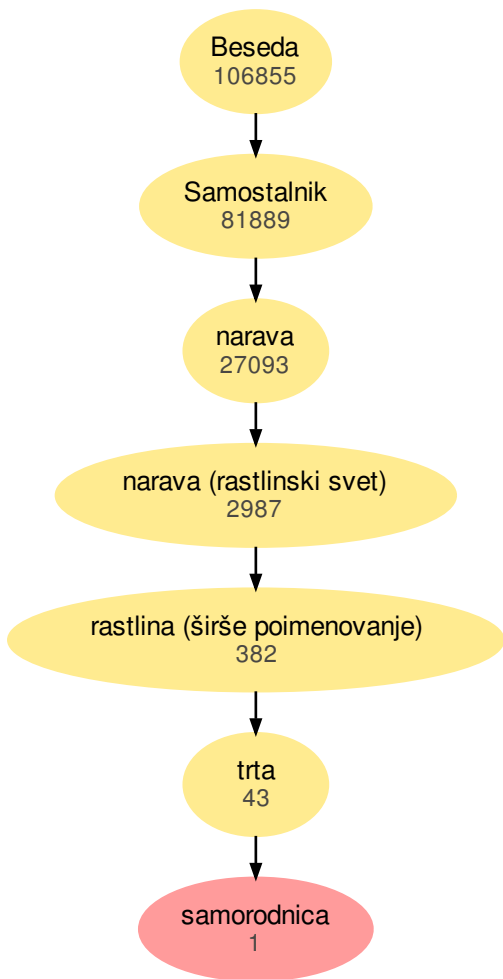 Beseda
106855
Samostalnik
81889
narava
27093
narava (rastlinski svet)
2987
rastlina (širše poimenovanje)
382
trta
43
samorodnica
1